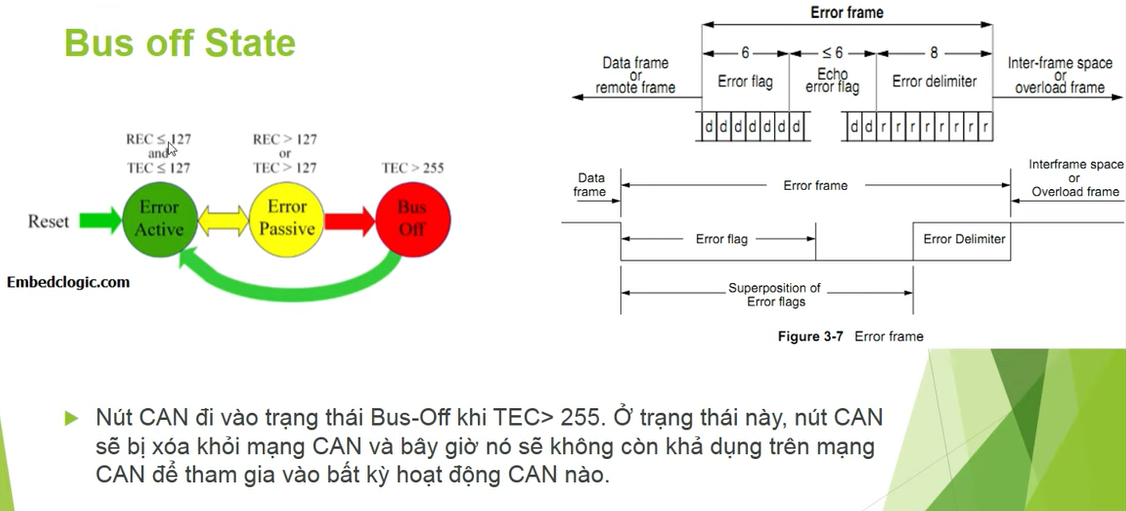 Bus off State
REC ≤ 127
and
TEC ≤ 127
REC > 127
or
TEC > 127
TEC > 255
Reset
Error
Active
Error
Passive
Bus
Off
Embedclogic.com
Error frame
6
≤ 6
8
Data frame
or
remote frame
Error flag
Echo
error flag
Error delimiter
Inter-frame space
or
overload frame
d d d d d d d
d d r r r r r r r r
Data
frame
Error frame
Interframe space
or
Overload frame
Error flag
Error Delimiter
Superposition of
Error flags
Figure 3-7 Error frame
Nút CAN đi vào trạng thái Bus-Off khi TEC> 255. Ở trạng thái này, nút CAN
sẽ bị xóa khỏi mạng CAN và bây giờ nó sẽ không còn khả dụng trên mạng
CAN để tham gia vào bất kỳ hoạt động CAN nào.